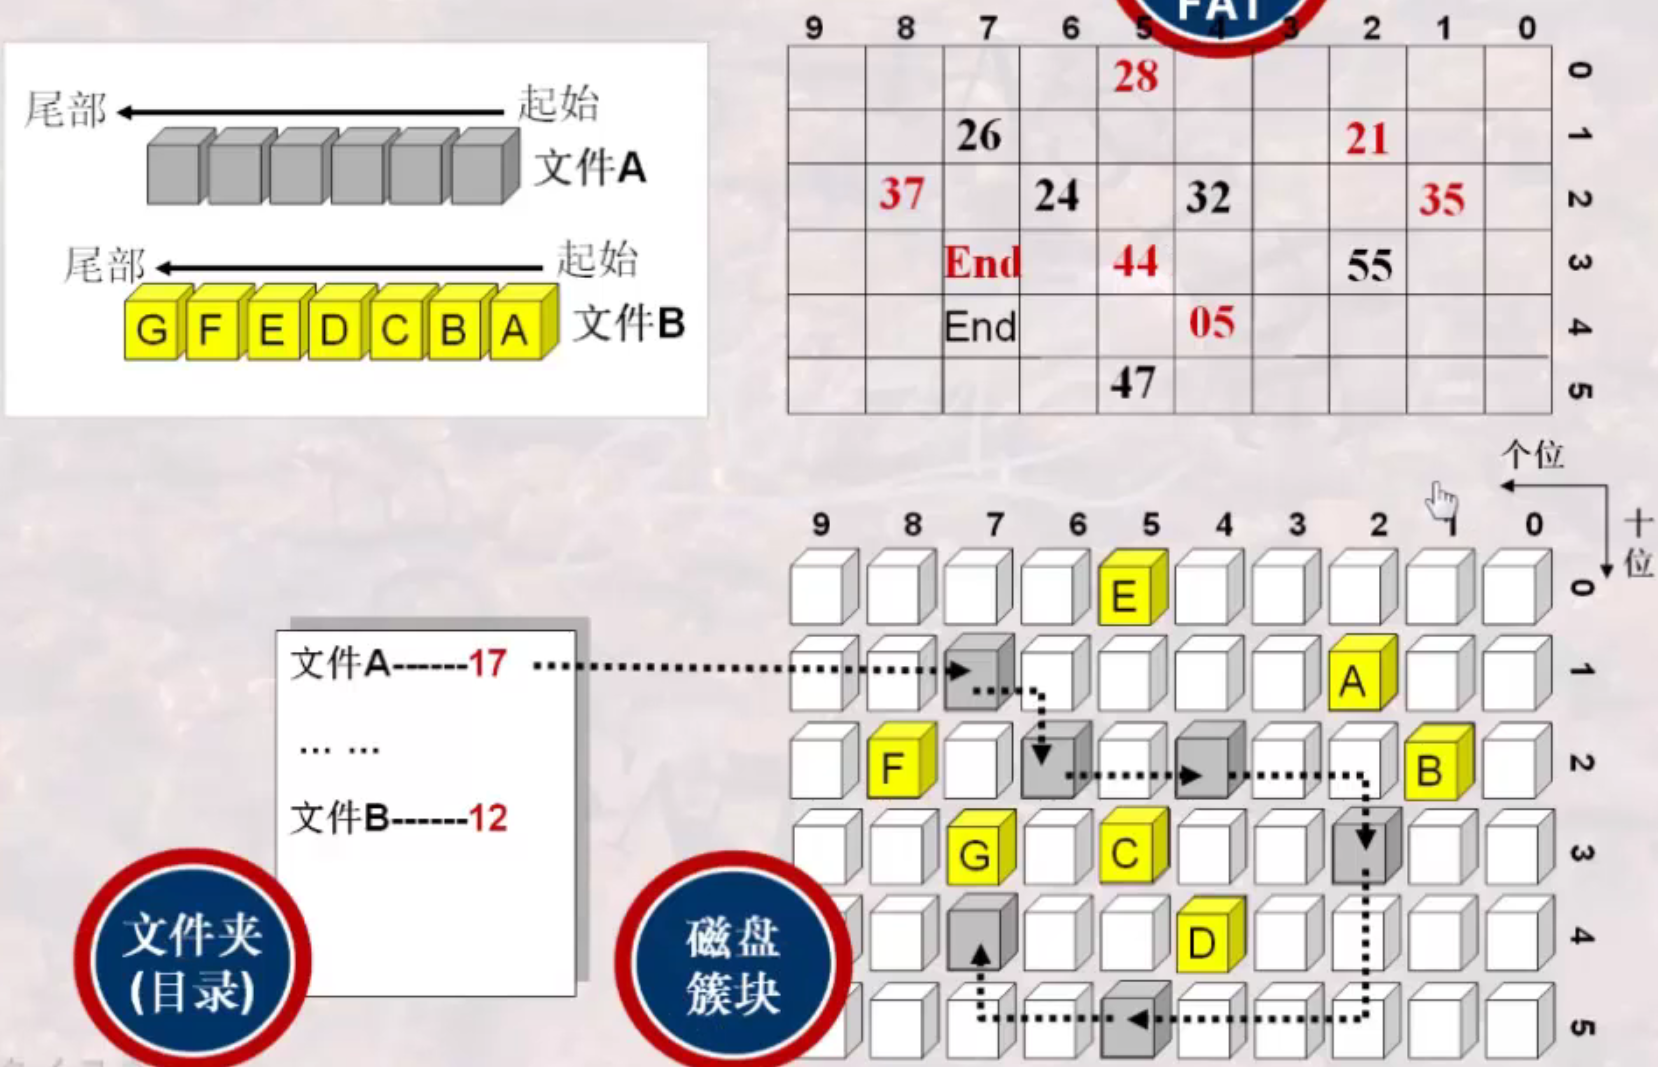 FAT
9 8 7 6 5 4 3 2 1 0
尾部 起始
文件A
尾部 起始
G F E D C B A 文件B
28 0
26 21 1
37 24 32 35 2
End 44 55 3
End 05 4
47 5
个位
十位
9 8 7 6 5 4 3 2 1 0
E 0
A 1
F B 2
G C 3
D 4
5
文件A------17
... ...
文件B------12
文件夹
(目录)
磁盘
簇块